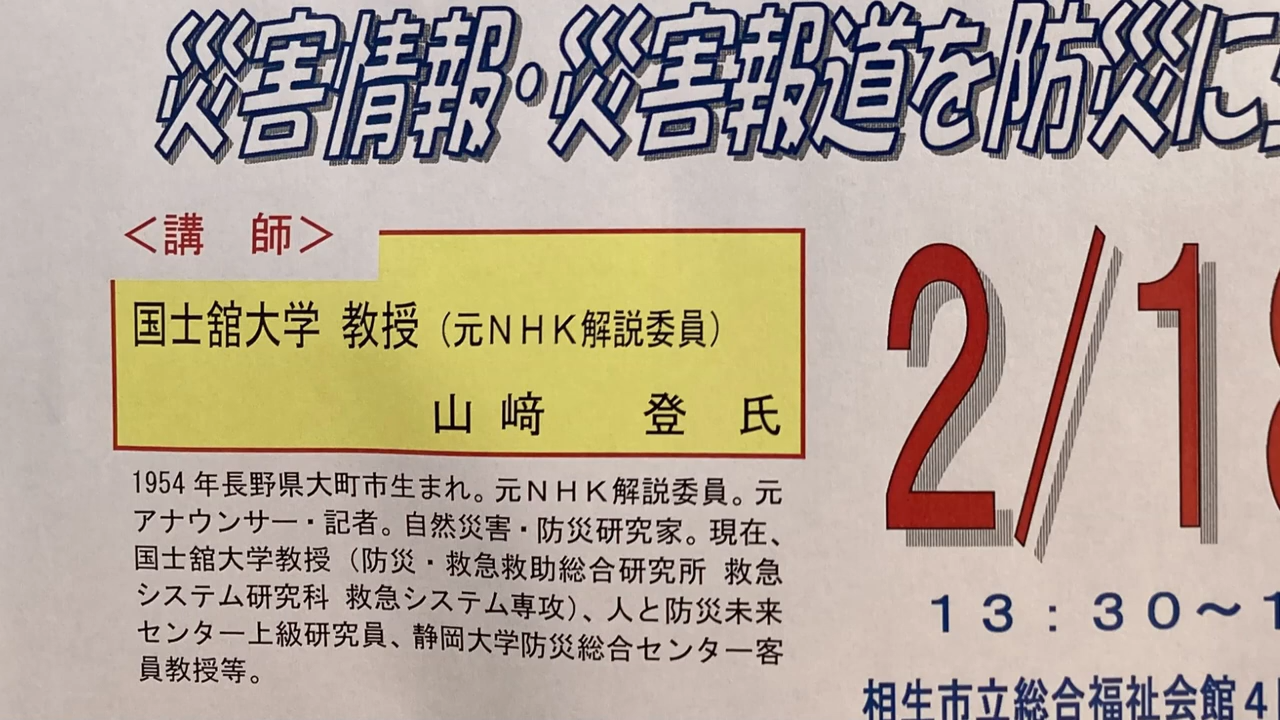 災害情報・災害報道を防災に
＜講　師＞
国士舘大学 教授（元ＮＨＫ解説委員）
山﨑　登 氏
1954年長野県大町市生まれ。元ＮＨＫ解説委員。元
アナウンサー・記者。自然災害・防災研究家。現在、
国士舘大学教授（防災・救急救助総合研究所 救急
システム研究科 救急システム専攻）、人と防災未来
センター上級研究員、静岡大学防災総合センター客
員教授等。
2/18
１３：３０～１
相生市立総合福祉会館４